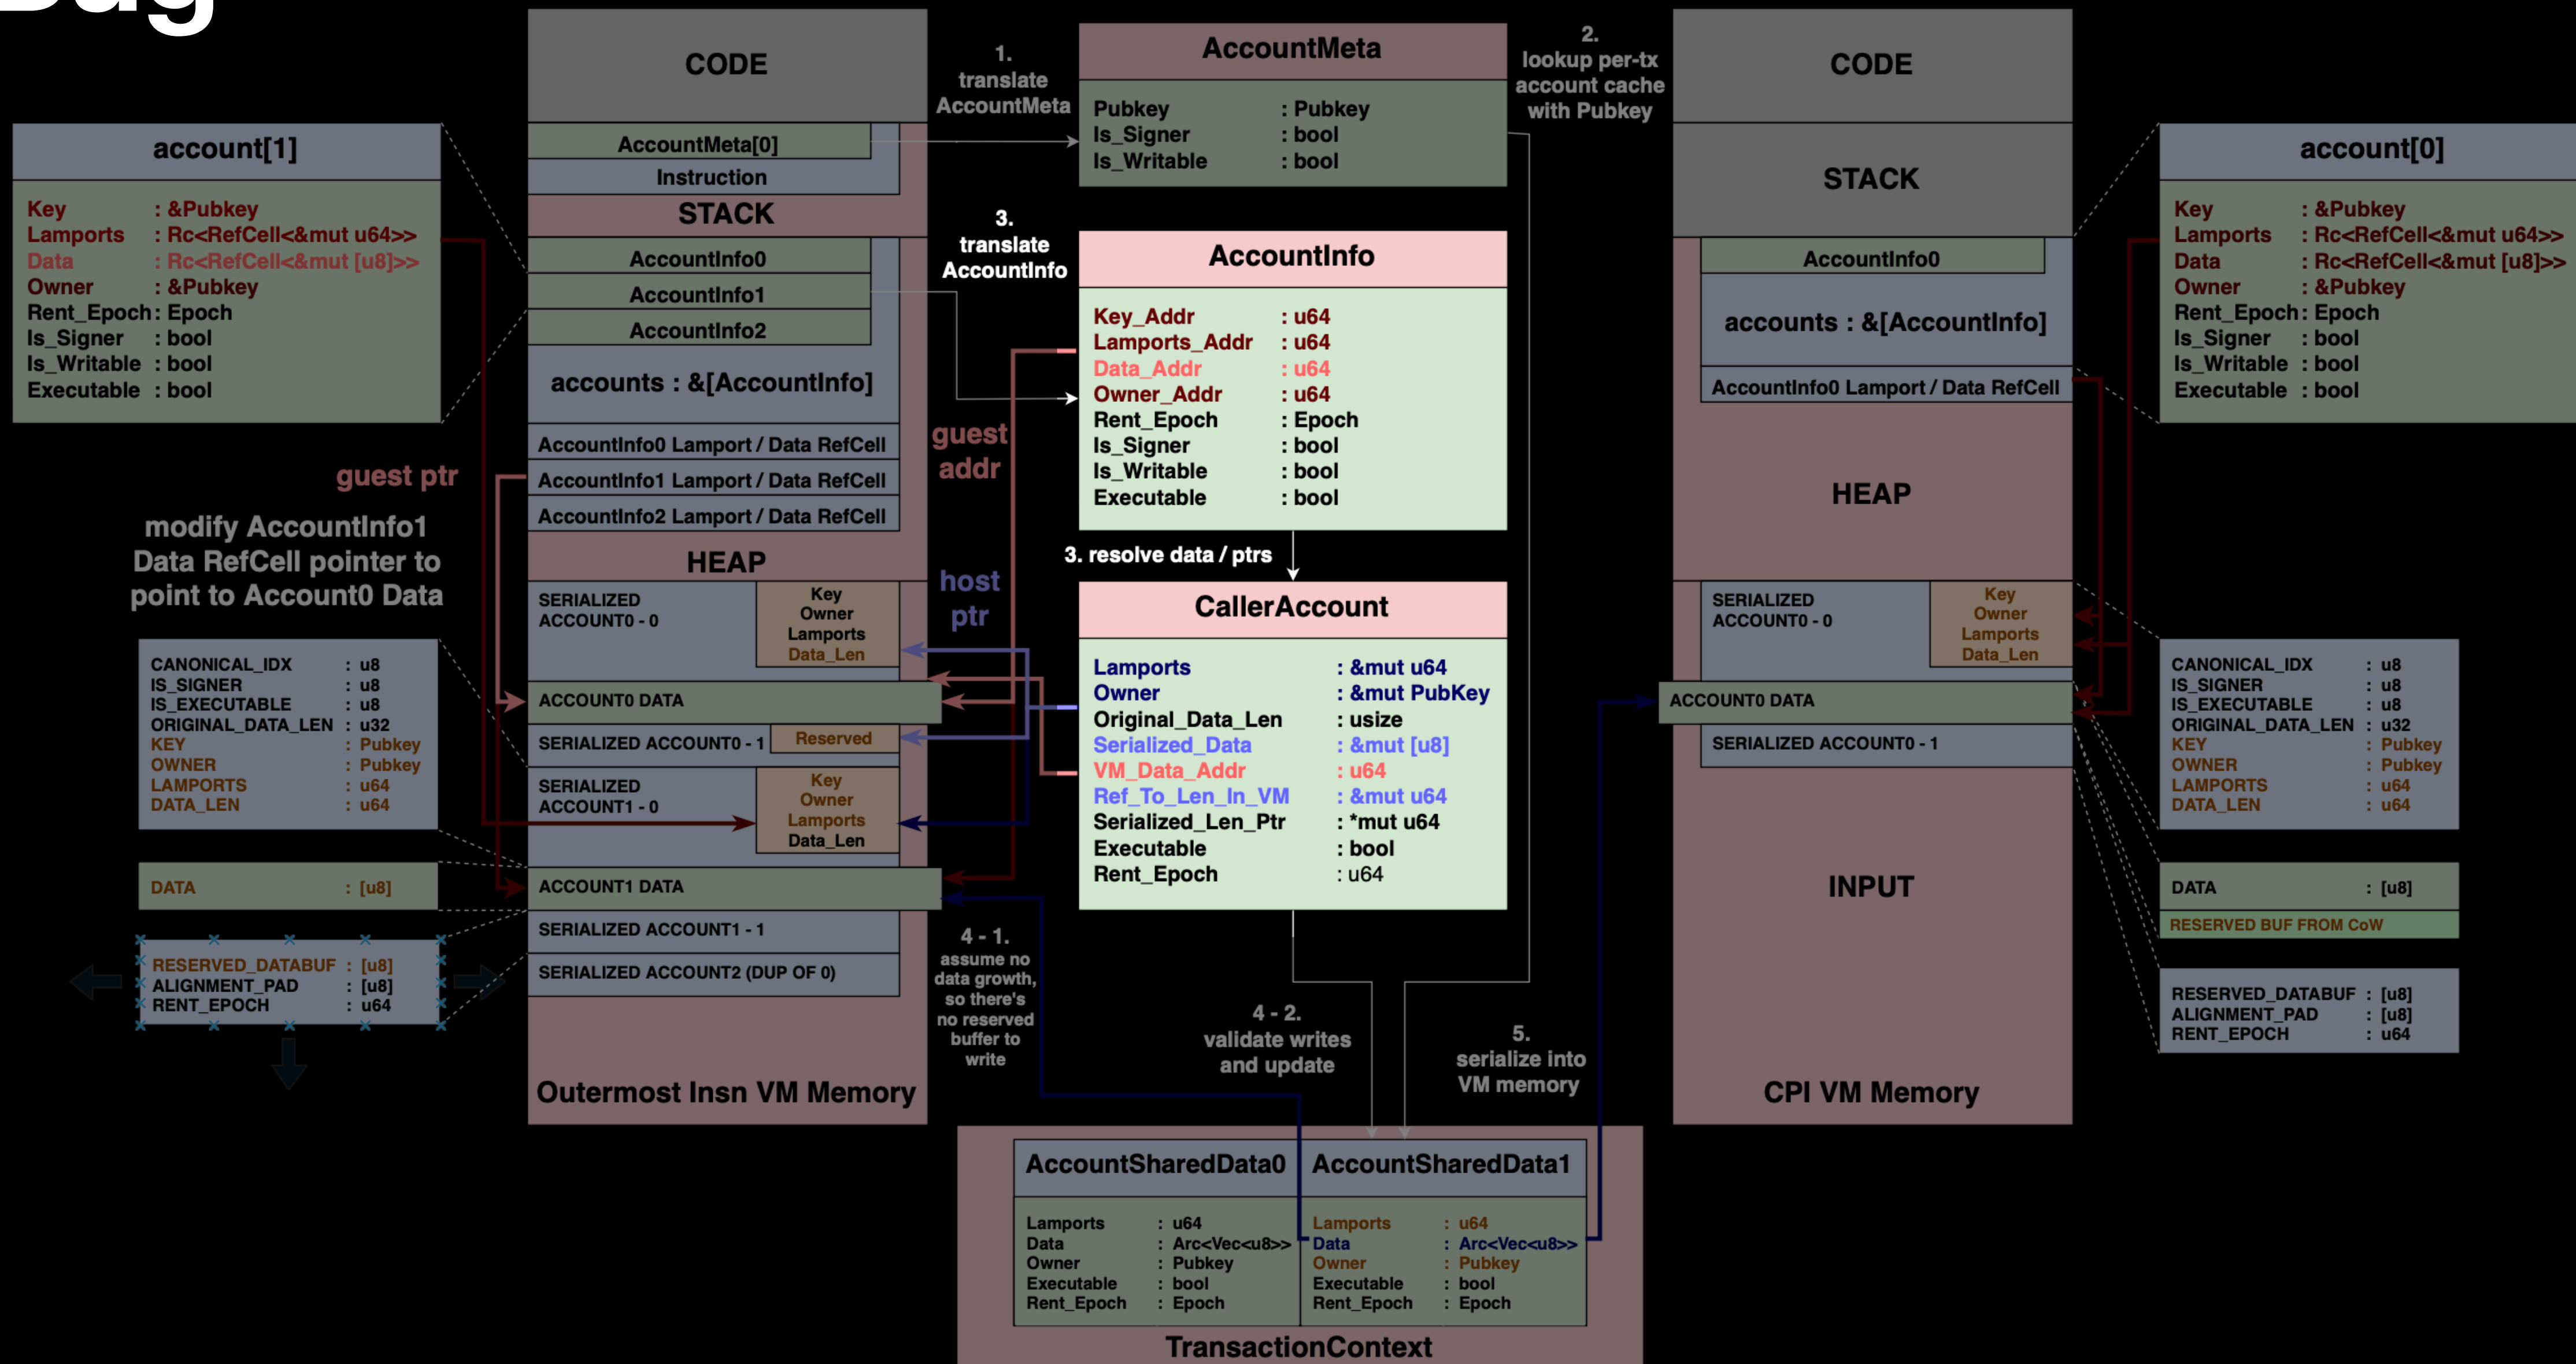 Bug
account[1]
Key : &Pubkey
Lamports : Rc<RefCell<&mut u64>>
Data : Rc<RefCell<&mut [u8]>>
Owner : &Pubkey
Rent_Epoch : Epoch
Is_Signer : bool
Is_Writable : bool
Executable : bool
guest ptr
modify AccountInfo1
Data RefCell pointer to
point to Account0 Data
CANONICAL_IDX : u8
IS_SIGNER : u8
IS_EXECUTABLE : u8
ORIGINAL_DATA_LEN : u32
KEY : Pubkey
OWNER : Pubkey
LAMPORTS : u64
DATA_LEN : u64
DATA : [u8]
RESERVED_DATABUF : [u8]
ALIGNMENT_PAD : [u8]
RENT_EPOCH : u64
CODE
AccountMeta[0]
Instruction
STACK
AccountInfo0
AccountInfo1
AccountInfo2
accounts : &[AccountInfo]
AccountInfo0 Lamport / Data RefCell
AccountInfo1 Lamport / Data RefCell
AccountInfo2 Lamport / Data RefCell
HEAP
SERIALIZED
ACCOUNT0 - 0
Key
Owner
Lamports
Data_Len
ACCOUNT0 DATA
SERIALIZED ACCOUNT0 - 1
Reserved
SERIALIZED
ACCOUNT1 - 0
Key
Owner
Lamports
Data_Len
ACCOUNT1 DATA
SERIALIZED ACCOUNT1 - 1
SERIALIZED ACCOUNT2 (DUP OF 0)
Outermost Insn VM Memory
1.
translate
AccountMeta
3.
translate
AccountInfo
guest
addr
host
ptr
4 - 1.
assume no
data growth,
so there's
no reserved
buffer to
write
AccountMeta
Pubkey : Pubkey
Is_Signer : bool
Is_Writable : bool
AccountInfo
Key_Addr : u64
Lamports_Addr : u64
Data_Addr : u64
Owner_Addr : u64
Rent_Epoch : Epoch
Is_Signer : bool
Is_Writable : bool
Executable : bool
3. resolve data / ptrs
CallerAccount
Lamports : &mut u64
Owner : &mut PubKey
Original_Data_Len : usize
Serialized_Data : &mut [u8]
VM_Data_Addr : u64
Ref_To_Len_In_VM : &mut u64
Serialized_Len_Ptr : *mut u64
Executable : bool
Rent_Epoch : u64
4 - 2.
validate writes
and update
2.
lookup per-tx
account cache
with Pubkey
5.
serialize into
VM memory
AccountSharedData0
Lamports : u64
Data : Arc<Vec<u8>>
Owner : Pubkey
Executable : bool
Rent_Epoch : Epoch
AccountSharedData1
Lamports : u64
Data : Arc<Vec<u8>>
Owner : Pubkey
Executable : bool
Rent_Epoch : Epoch
TransactionContext
CODE
STACK
AccountInfo0
accounts : &[AccountInfo]
AccountInfo0 Lamport / Data RefCell
HEAP
SERIALIZED
ACCOUNT0 - 0
Key
Owner
Lamports
Data_Len
ACCOUNT0 DATA
SERIALIZED ACCOUNT0 - 1
INPUT
CPI VM Memory
account[0]
Key : &Pubkey
Lamports : Rc<RefCell<&mut u64>>
Data : Rc<RefCell<&mut [u8]>>
Owner : &Pubkey
Rent_Epoch : Epoch
Is_Signer : bool
Is_Writable : bool
Executable : bool
CANONICAL_IDX : u8
IS_SIGNER : u8
IS_EXECUTABLE : u8
ORIGINAL_DATA_LEN : u32
KEY : Pubkey
OWNER : Pubkey
LAMPORTS : u64
DATA_LEN : u64
DATA : [u8]
RESERVED BUF FROM CoW
RESERVED_DATABUF : [u8]
ALIGNMENT_PAD : [u8]
RENT_EPOCH : u64